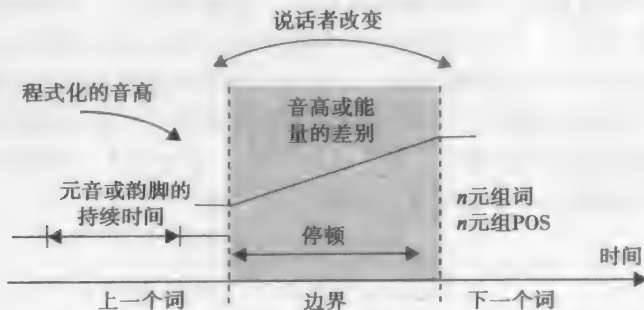 说话者改变
程式化的音高
音高或能
量的差别
元音或韵脚的
持续时间
n元组词
n元组POS
停顿
时间
上一个词
边界
下一个词